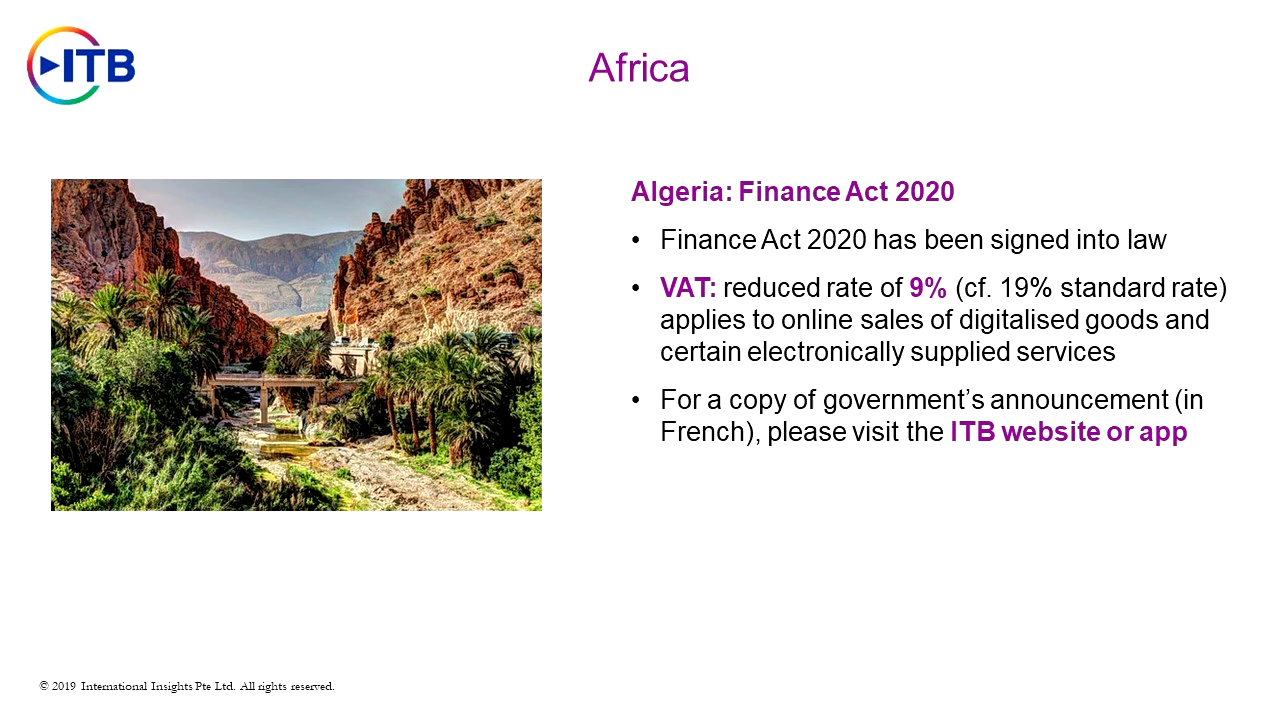 ITB
Africa
Algeria: Finance Act 2020
• Finance Act 2020 has been signed into law
• VAT: reduced rate of 9% (cf. 19% standard rate)
applies to online sales of digitalised goods and
certain electronically supplied services
• For a copy of government’s announcement (in
French), please visit the ITB website or app
© 2019 International Insights Pte Ltd. All rights reserved.